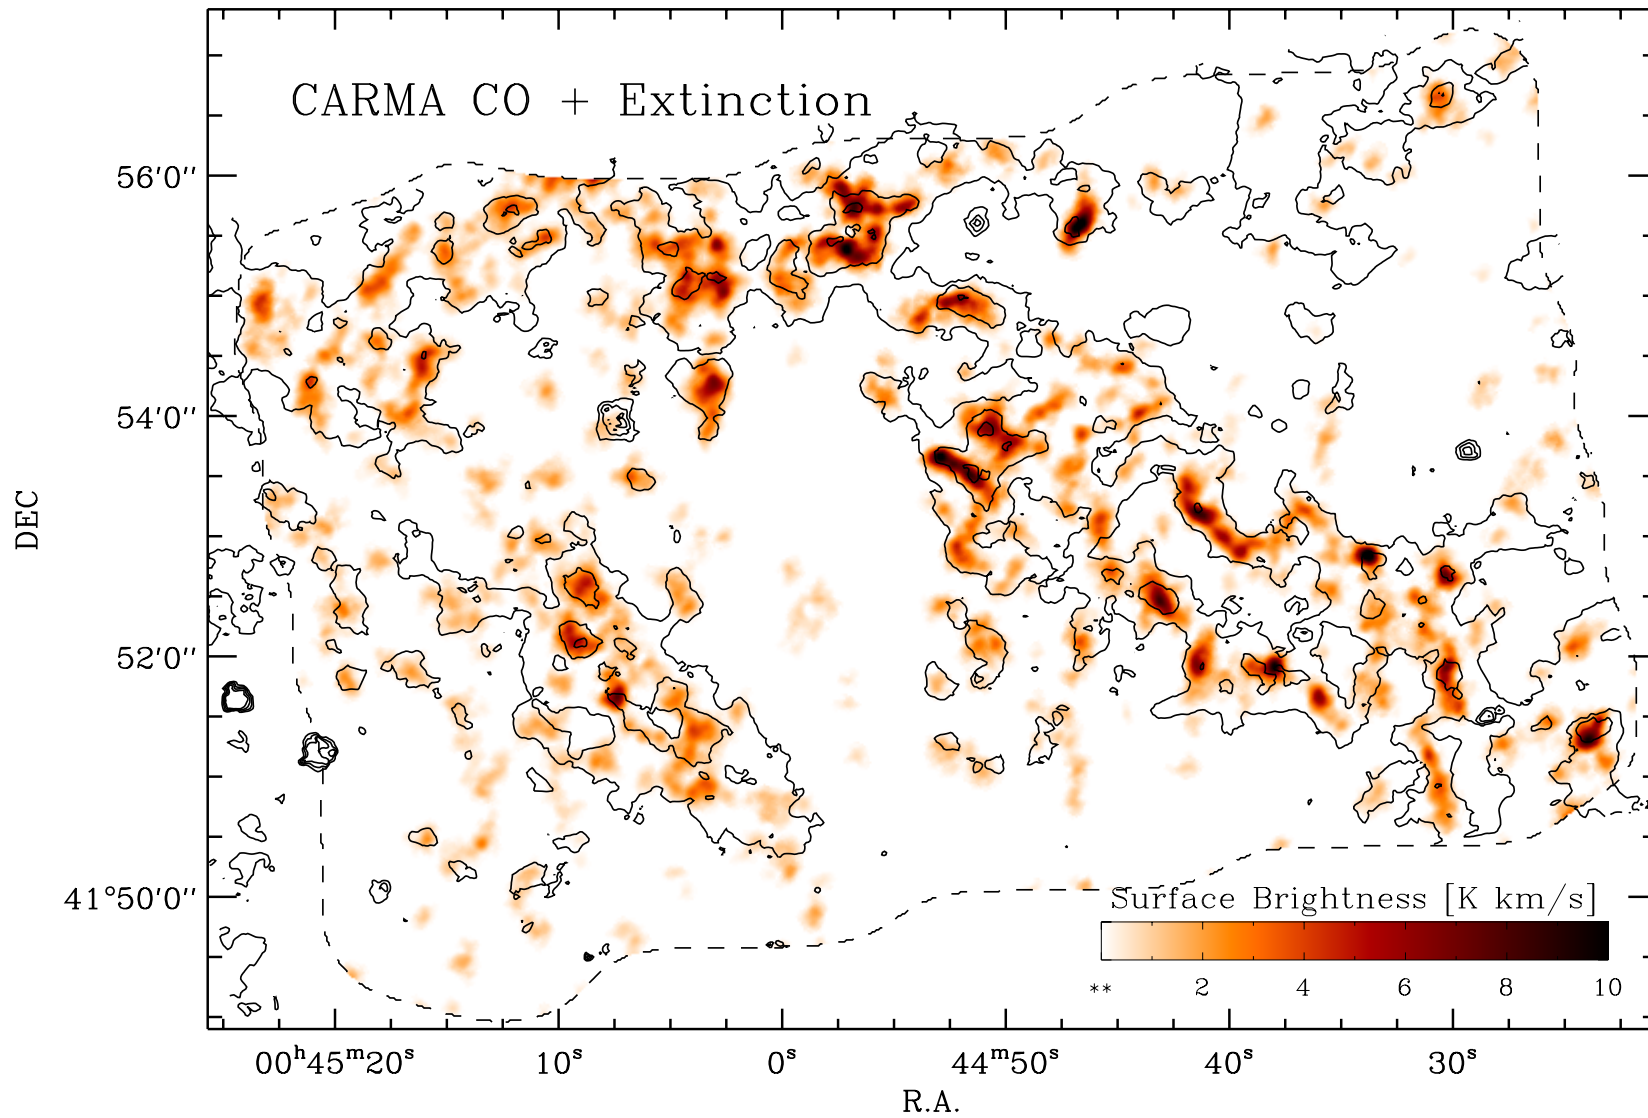 CARMA CO + Extinction
56'0"
54'0"
52'0"
41°50'0"
DEC
Surface Brightness [K km/s]
** 2 4 6 8 10
00ʰ45ᵐ20ˢ 10ˢ 0ˢ 44ᵐ50ˢ 40ˢ 30ˢ
R.A.